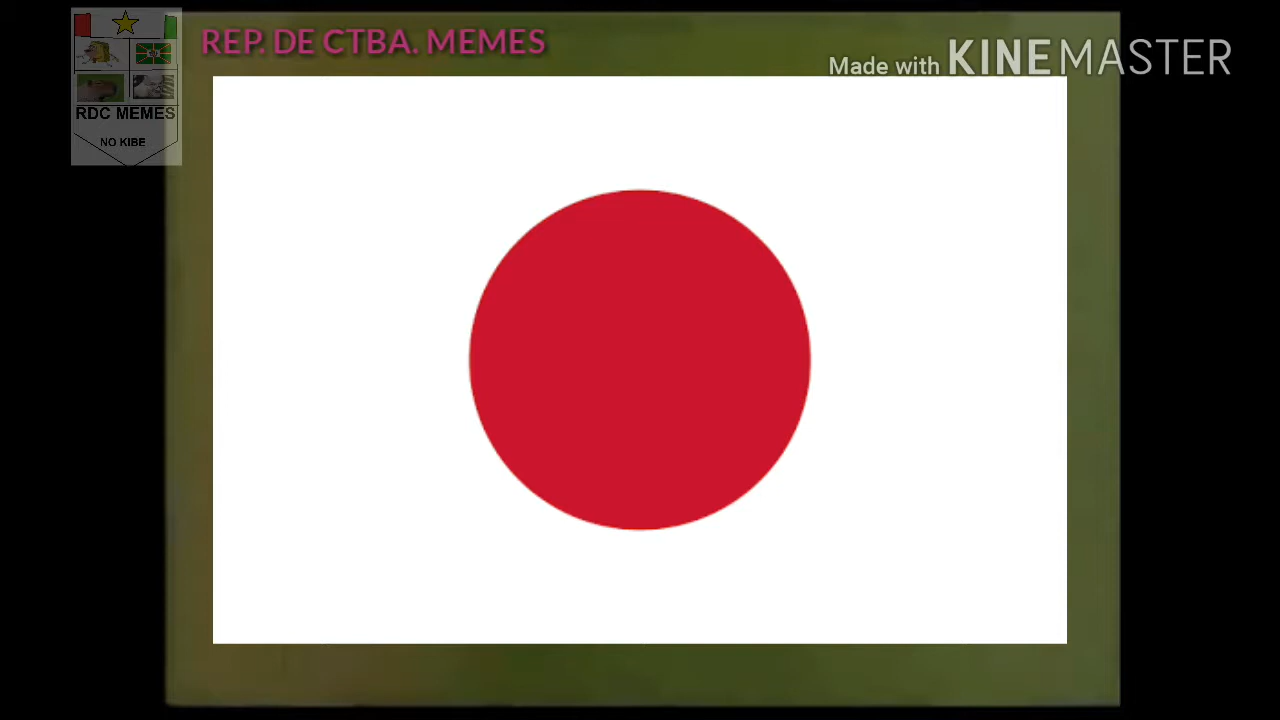 REP. DE CTBA. MEMES
Made with KINEMASTER
RDC MEMES
NO KIBE